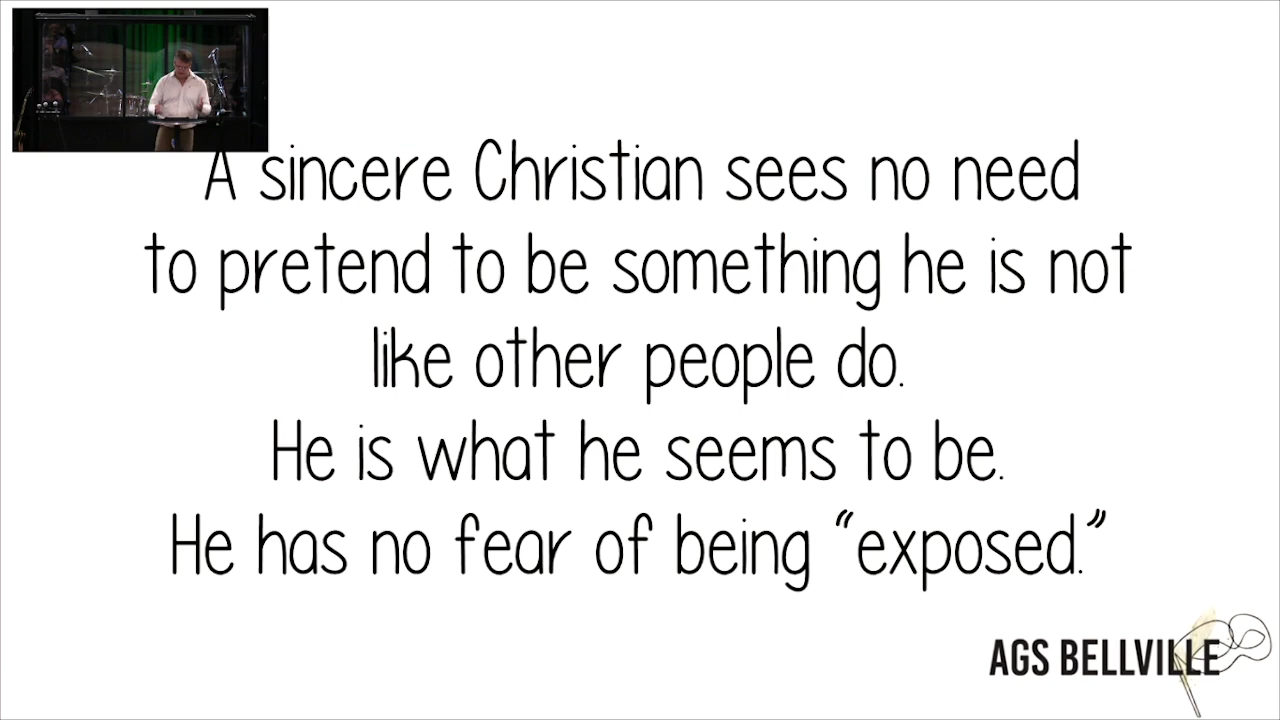 A sincere Christian sees no need
to pretend to be something he is not
like other people do.
He is what he seems to be.
He has no fear of being “exposed.”
AGS BELLVILLE